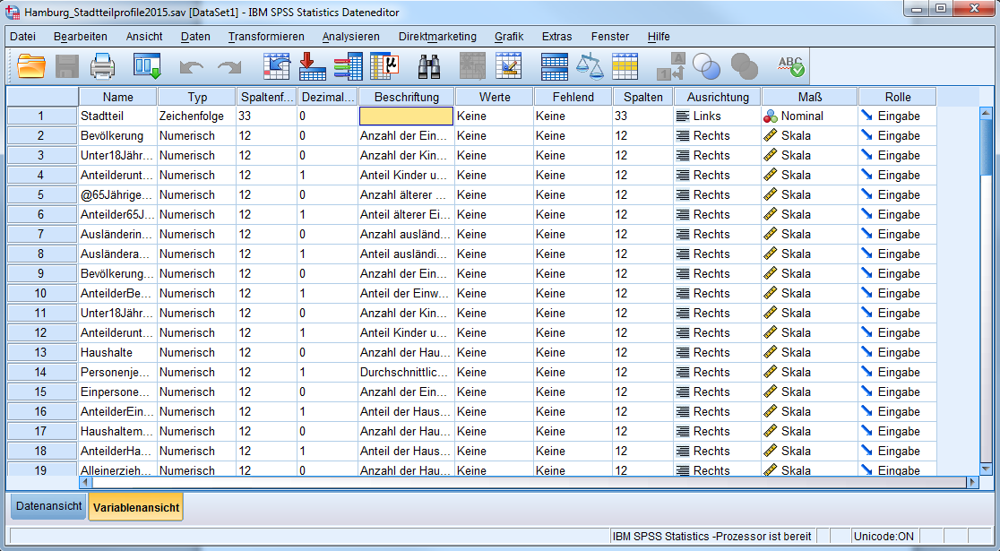 Hamburg_Stadtteilprofile2015.sav [DataSet1] - IBM SPSS Statistics Dateneditor
Datei Bearbeiten Ansicht Daten Transformieren Analysieren Direktmarketing Grafik Extras Fenster Hilfe
μ 1 4 A ABC
Name Typ Spaltenf... Dezimal... Beschriftung Werte Fehlend Spalten Ausrichtung Maß Rolle
1 Stadtteil Zeichenfolge 33 0 Keine Keine 33 Links Nominal Eingabe
2 Bevölkerung Numerisch 12 0 Anzahl der Ein... Keine Keine 12 Rechts Skala Eingabe
3 Unter18Jähr... Numerisch 12 0 Anzahl der Kin... Keine Keine 12 Rechts Skala Eingabe
4 Anteilderunt... Numerisch 12 1 Anteil Kinder u... Keine Keine 12 Rechts Skala Eingabe
5 @65Jährige... Numerisch 12 0 Anzahl älterer ... Keine Keine 12 Rechts Skala Eingabe
6 Anteilder65J... Numerisch 12 1 Anteil älterer Ei... Keine Keine 12 Rechts Skala Eingabe
7 Ausländerin... Numerisch 12 0 Anzahl ausländ... Keine Keine 12 Rechts Skala Eingabe
8 Ausländera... Numerisch 12 1 Anteil ausländi... Keine Keine 12 Rechts Skala Eingabe
9 Bevölkerung... Numerisch 12 0 Anzahl der Ein... Keine Keine 12 Rechts Skala Eingabe
10 AnteilderBe... Numerisch 12 1 Anteil der Einw... Keine Keine 12 Rechts Skala Eingabe
11 Unter18Jähr... Numerisch 12 0 Anzahl der Kin... Keine Keine 12 Rechts Skala Eingabe
12 Anteilderunt... Numerisch 12 1 Anteil Kinder u... Keine Keine 12 Rechts Skala Eingabe
13 Haushalte Numerisch 12 0 Anzahl der Hau... Keine Keine 12 Rechts Skala Eingabe
14 Personenje... Numerisch 12 1 Durchschnittlic... Keine Keine 12 Rechts Skala Eingabe
15 Einpersone... Numerisch 12 0 Anzahl der Ein... Keine Keine 12 Rechts Skala Eingabe
16 AnteilderEin... Numerisch 12 1 Anteil der Haus... Keine Keine 12 Rechts Skala Eingabe
17 Haushaltem... Numerisch 12 0 Anzahl der Hau... Keine Keine 12 Rechts Skala Eingabe
18 AnteilderHa... Numerisch 12 1 Anteil der Haus... Keine Keine 12 Rechts Skala Eingabe
19 Alleinerzieh... Numerisch 12 0 Anzahl der Hau... Keine Keine 12 Rechts Skala Eingabe
Datenansicht Variablenansicht
IBM SPSS Statistics -Prozessor ist bereit Unicode:ON